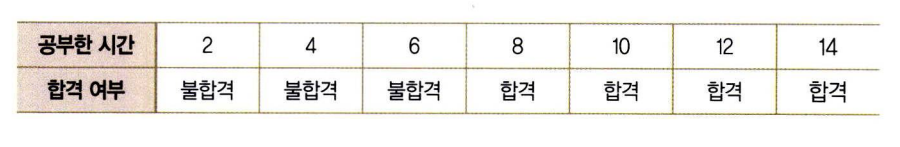 공부한 시간 2 4 6 8 10 12 14
합격 여부 불합격 불합격 불합격 합격 합격 합격 합격